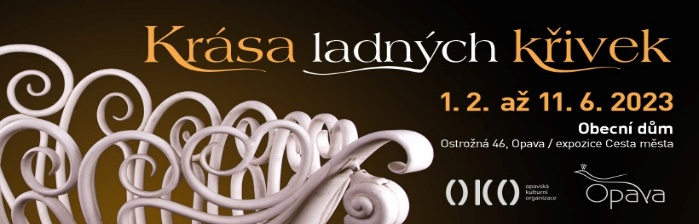 Krása ladných křivek
1. 2. až 11. 6. 2023
Obecní dům
Ostrožná 46, Opava / expozice Cesta města
OKO
opavská
kulturní
organizace
Opava